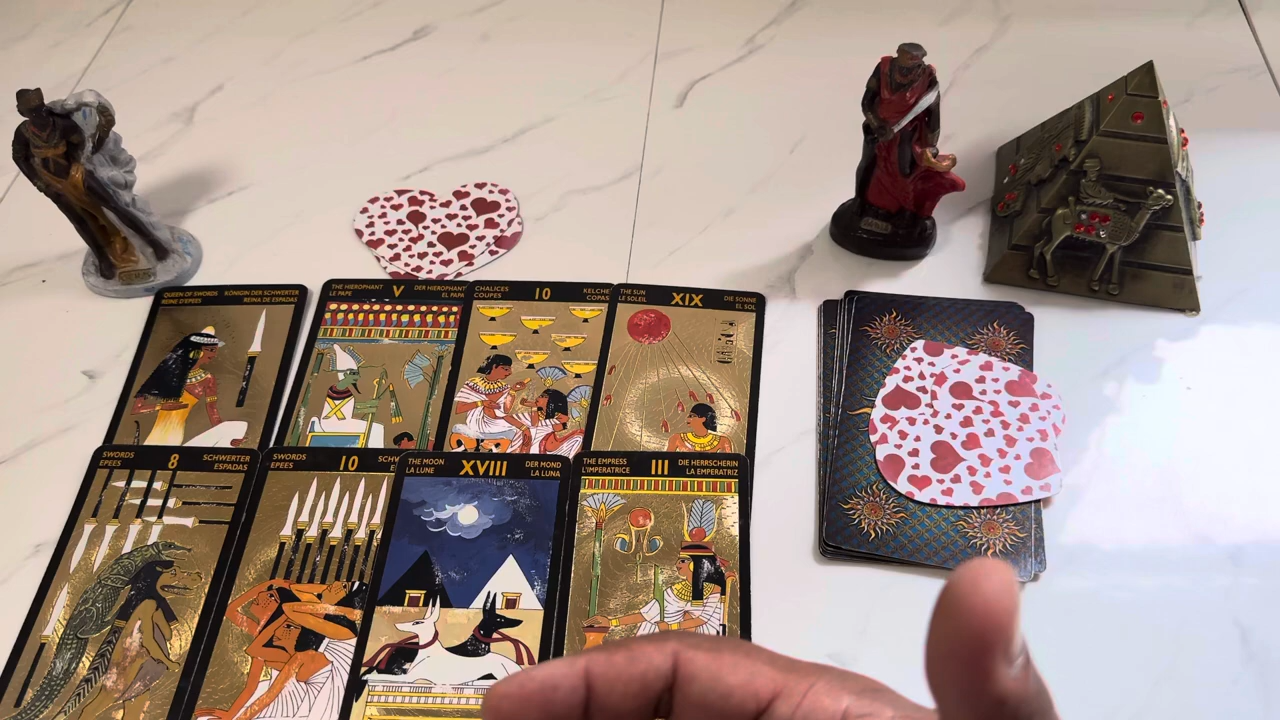 QUEEN OF SWORDS KÖNIGIN DER SCHWERTER
REINE D'EPEES REINA DE ESPADAS
THE HIEROPHANT V DER HIEROPHANT
LE PAPE EL PAPA
CHALICES 10 KELCHE
COUPES COPAS
THE SUN XIX DIE SONNE
LE SOLEIL EL SOL
SWORDS 8 SCHWERTER
EPEES ESPADAS
SWORDS 10
EPEES
THE MOON XVIII DER MOND
LA LUNE LA LUNA
THE EMPRESS III DIE HERRSCHERIN
L'IMPERATRICE LA EMPERATRIZ